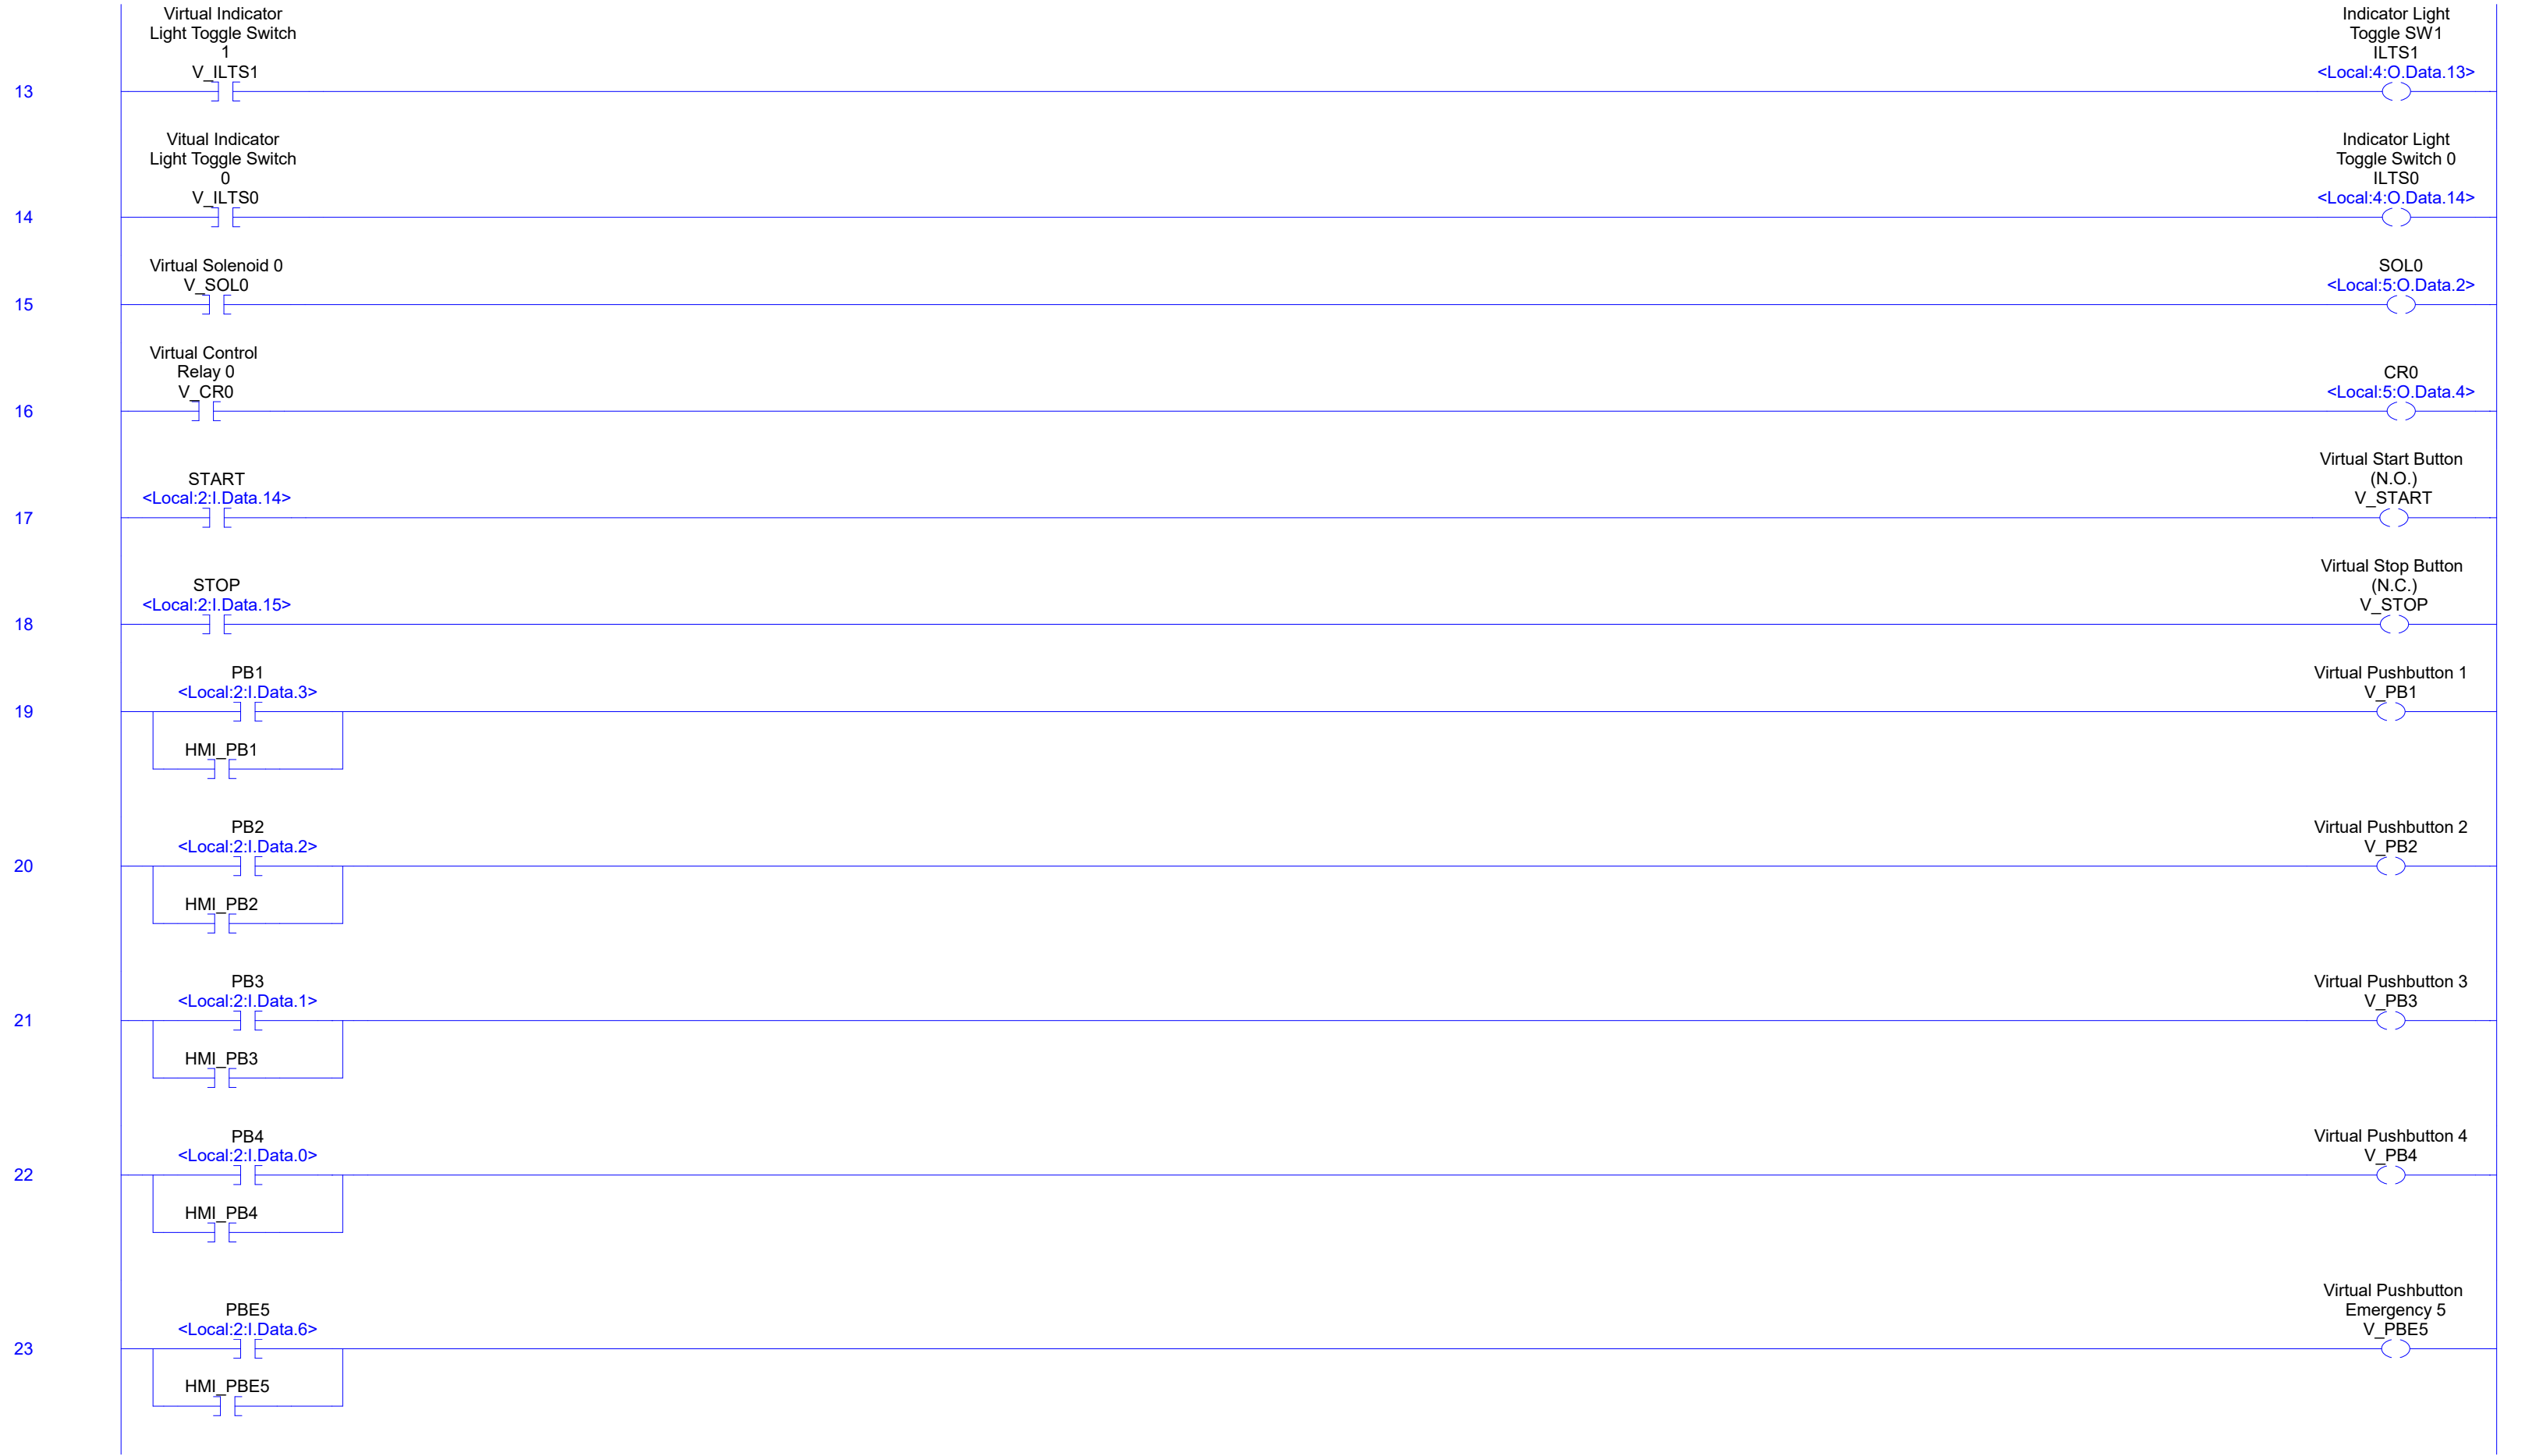 Virtual Indicator
Light Toggle Switch
1
V_ILTS1
Indicator Light
Toggle SW1
ILTS1
<Local:4:O.Data.13>
13
Vitual Indicator
Light Toggle Switch
0
V_ILTS0
Indicator Light
Toggle Switch 0
ILTS0
<Local:4:O.Data.14>
14
Virtual Solenoid 0
V_SOL0
SOL0
<Local:5:O.Data.2>
15
Virtual Control
Relay 0
V_CR0
CR0
<Local:5:O.Data.4>
16
START
<Local:2:I.Data.14>
Virtual Start Button
(N.O.)
V_START
17
STOP
<Local:2:I.Data.15>
Virtual Stop Button
(N.C.)
V_STOP
18
PB1
<Local:2:I.Data.3>
Virtual Pushbutton 1
V_PB1
19
HMI_PB1
PB2
<Local:2:I.Data.2>
Virtual Pushbutton 2
V_PB2
20
HMI_PB2
PB3
<Local:2:I.Data.1>
Virtual Pushbutton 3
V_PB3
21
HMI_PB3
PB4
<Local:2:I.Data.0>
Virtual Pushbutton 4
V_PB4
22
HMI_PB4
PBE5
<Local:2:I.Data.6>
Virtual Pushbutton
Emergency 5
V_PBE5
23
HMI_PBE5